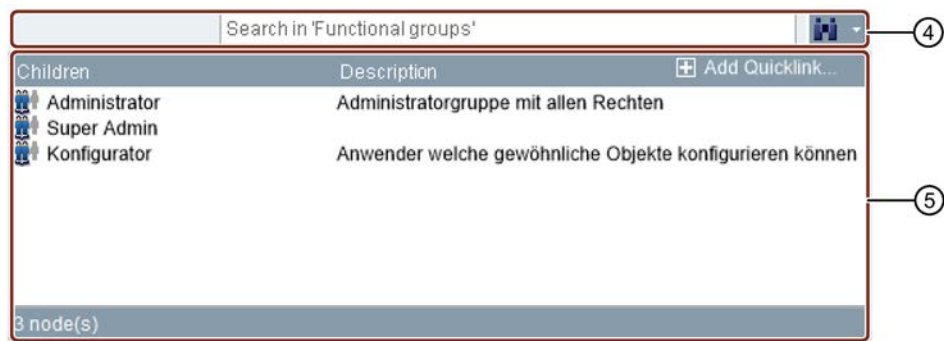 Search in 'Functional groups'
4
Children Description Add Quicklink...
Administrator Administratorgruppe mit allen Rechten
Super Admin
Konfigurator Anwender welche gewöhnliche Objekte konfigurieren können
5
3 node(s)